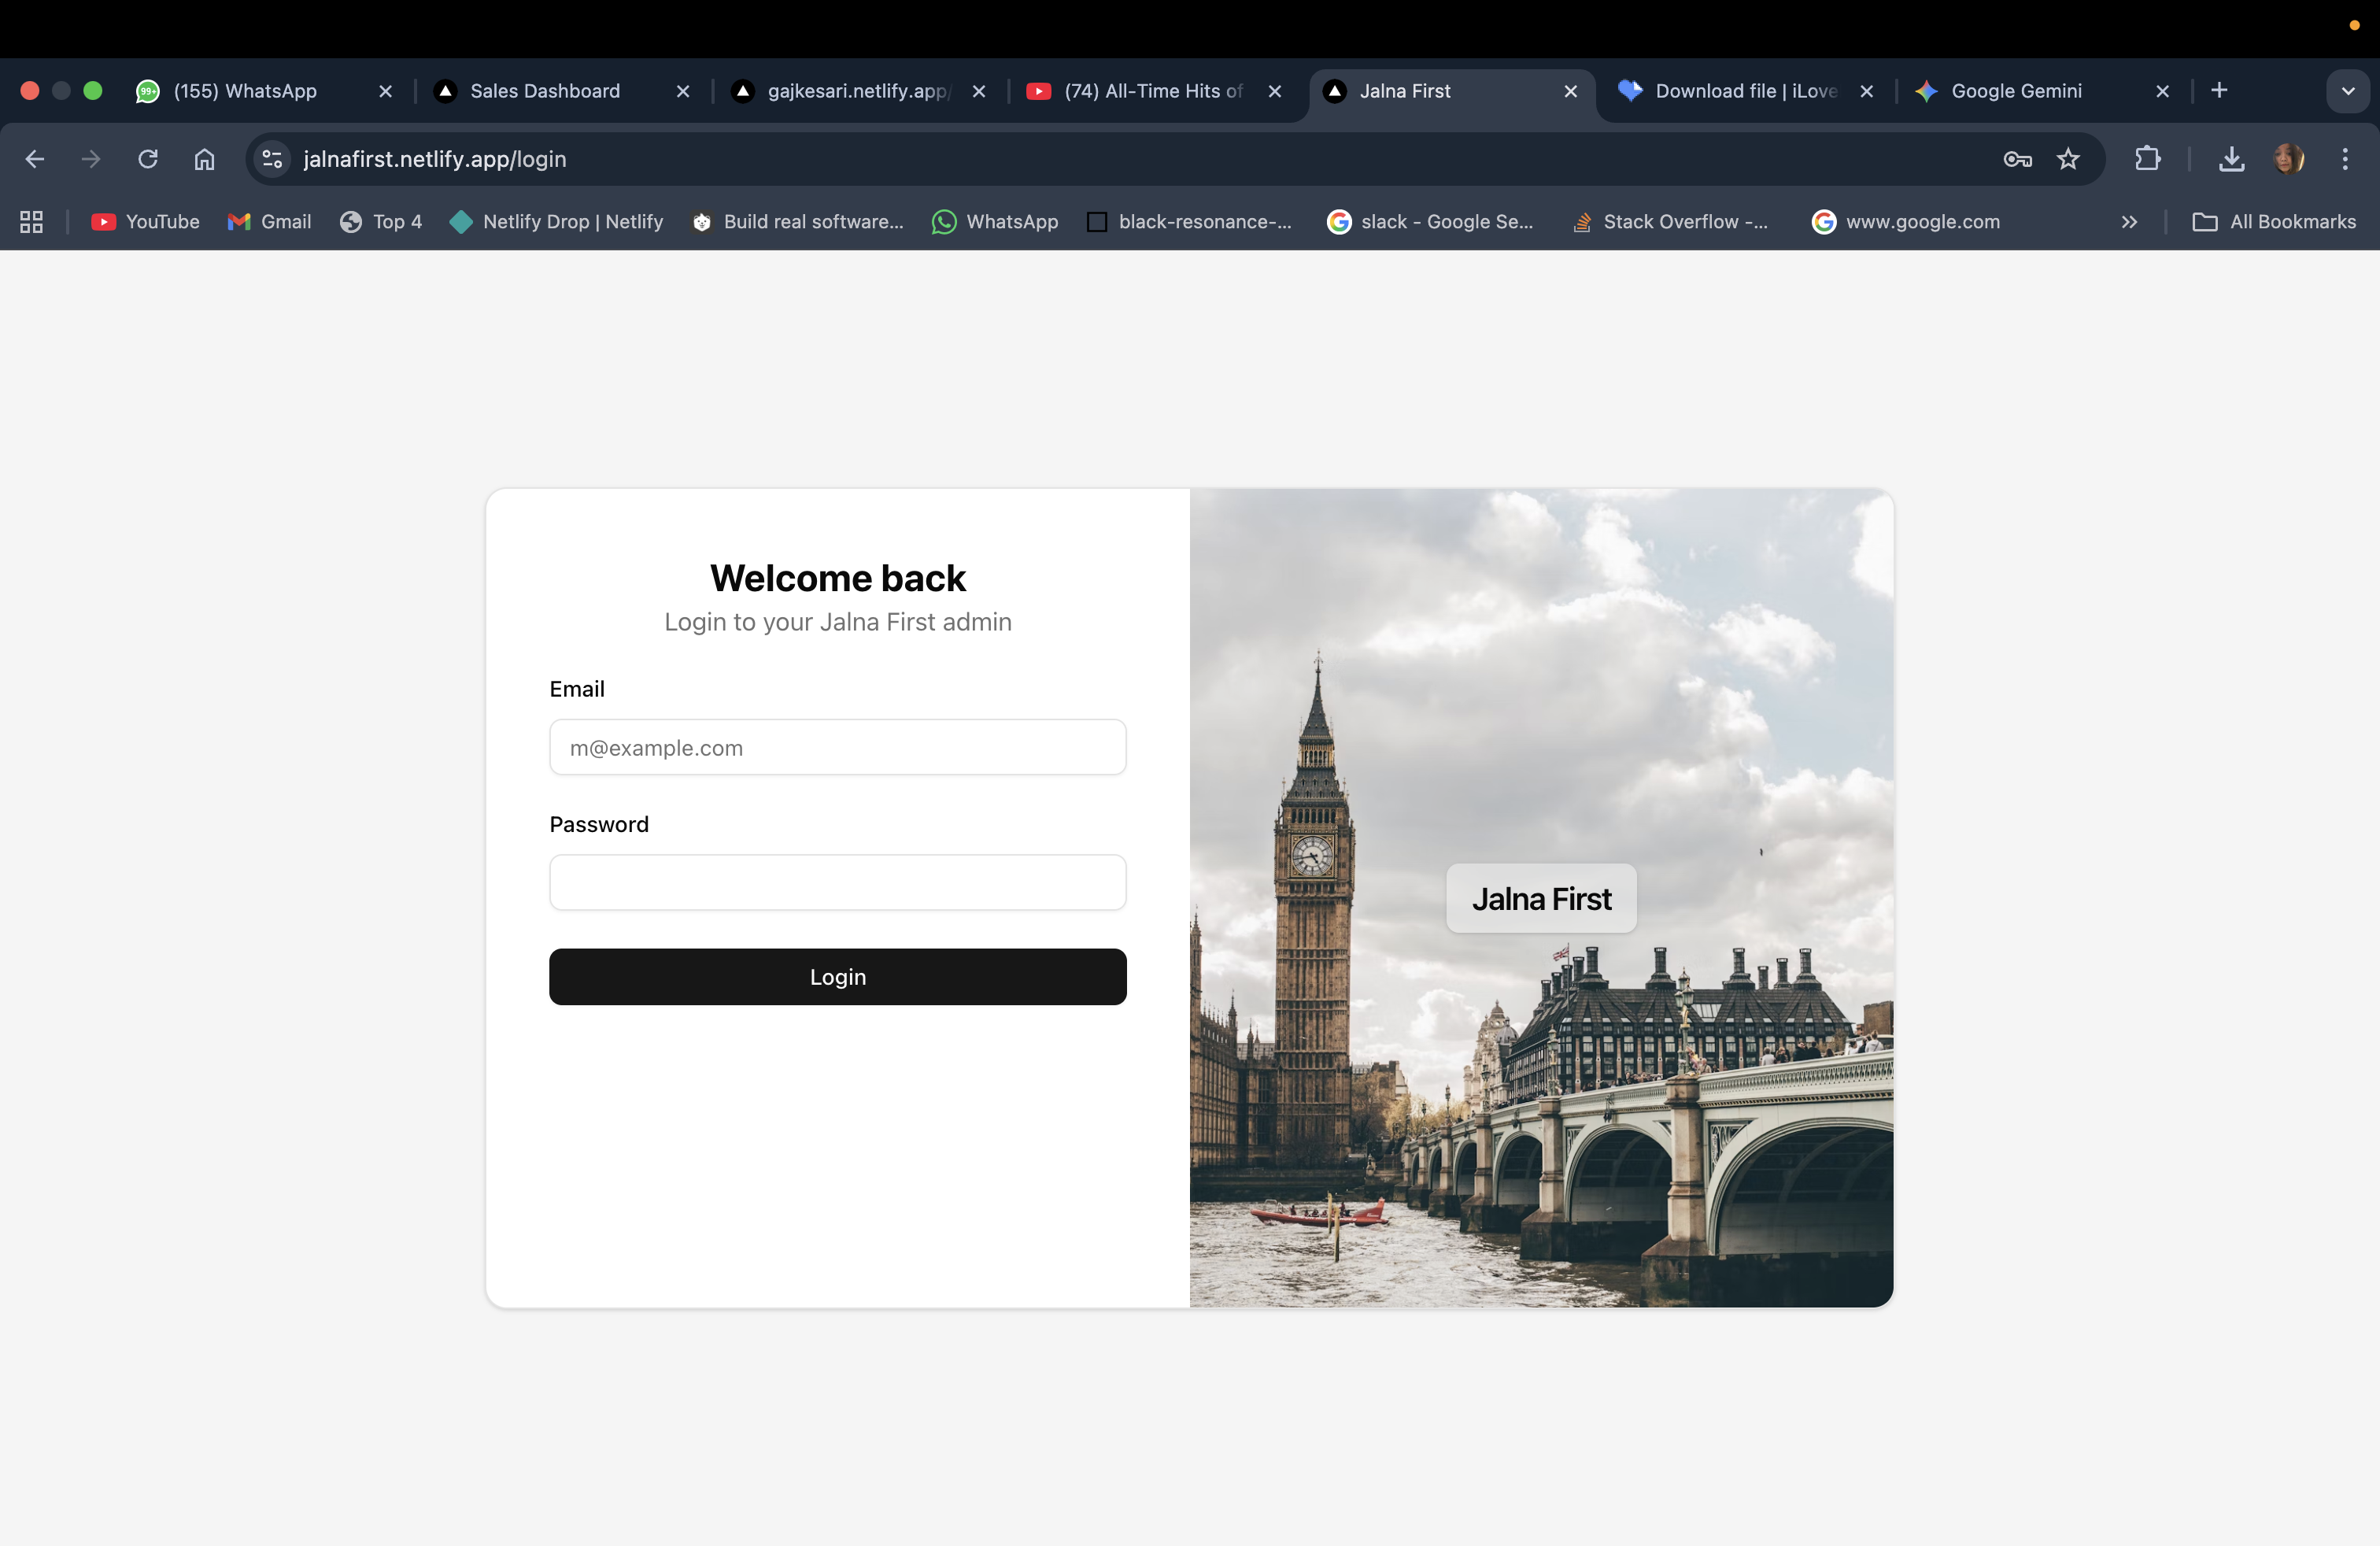 (155) WhatsApp
Sales Dashboard
gajkesari.netlify.app/
(74) All-Time Hits of
Jalna First
Download file | iLove
Google Gemini
jalnafirst.netlify.app/login
YouTube
Gmail
Top 4
Netlify Drop | Netlify
Build real software...
WhatsApp
black-resonance-...
slack - Google Se...
Stack Overflow -...
www.google.com
All Bookmarks
Welcome back
Login to your Jalna First admin
Email
m@example.com
Password
Login
Jalna First